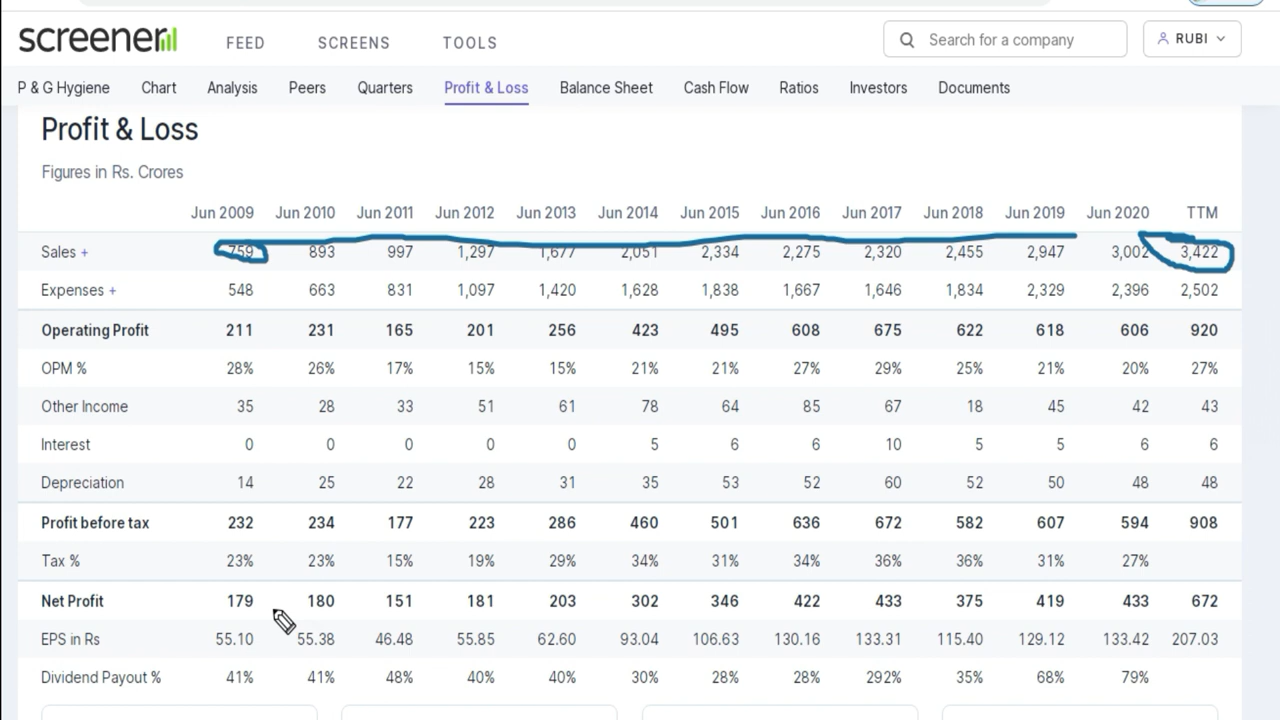 screener FEED SCREENS TOOLS Search for a company RUBI
P & G Hygiene Chart Analysis Peers Quarters Profit & Loss Balance Sheet Cash Flow Ratios Investors Documents
Profit & Loss
Figures in Rs. Crores
Jun 2009 Jun 2010 Jun 2011 Jun 2012 Jun 2013 Jun 2014 Jun 2015 Jun 2016 Jun 2017 Jun 2018 Jun 2019 Jun 2020 TTM
Sales + 759 893 997 1,297 1,677 2,051 2,334 2,275 2,320 2,455 2,947 3,002 3,422
Expenses + 548 663 831 1,097 1,420 1,628 1,838 1,667 1,646 1,834 2,329 2,396 2,502
Operating Profit 211 231 165 201 256 423 495 608 675 622 618 606 920
OPM % 28% 26% 17% 15% 15% 21% 21% 27% 29% 25% 21% 20% 27%
Other Income 35 28 33 51 61 78 64 85 67 18 45 42 43
Interest 0 0 0 0 0 5 6 6 10 5 5 6 6
Depreciation 14 25 22 28 31 35 53 52 60 52 50 48 48
Profit before tax 232 234 177 223 286 460 501 636 672 582 607 594 908
Tax % 23% 23% 15% 19% 29% 34% 31% 34% 36% 36% 31% 27%
Net Profit 179 180 151 181 203 302 346 422 433 375 419 433 672
EPS in Rs 55.10 55.38 46.48 55.85 62.60 93.04 106.63 130.16 133.31 115.40 129.12 133.42 207.03
Dividend Payout % 41% 41% 48% 40% 40% 30% 28% 28% 292% 35% 68% 79%